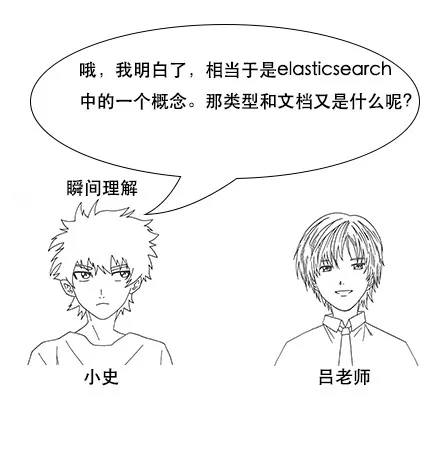 哦，我明白了，相当于是elasticsearch
中的一个概念。那类型和文档又是什么呢?
瞬间理解
小史
吕老师